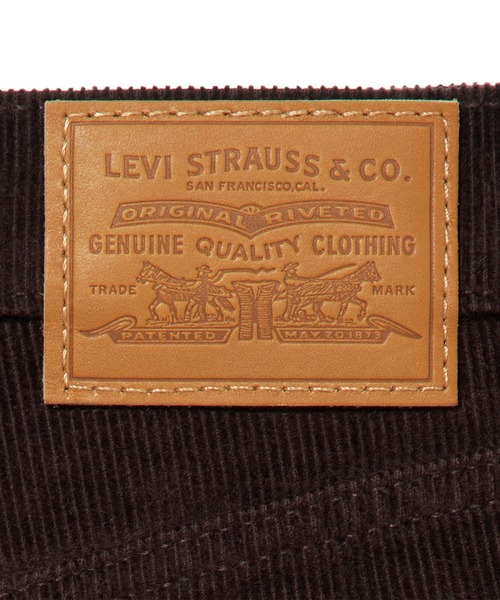 LEVI STRAUSS & CO.
SAN FRANCISCO, CAL.
ORIGINAL RIVETED
GENUINE QUALITY CLOTHING
TRADE MARK
PATENTED MAY 20 1873